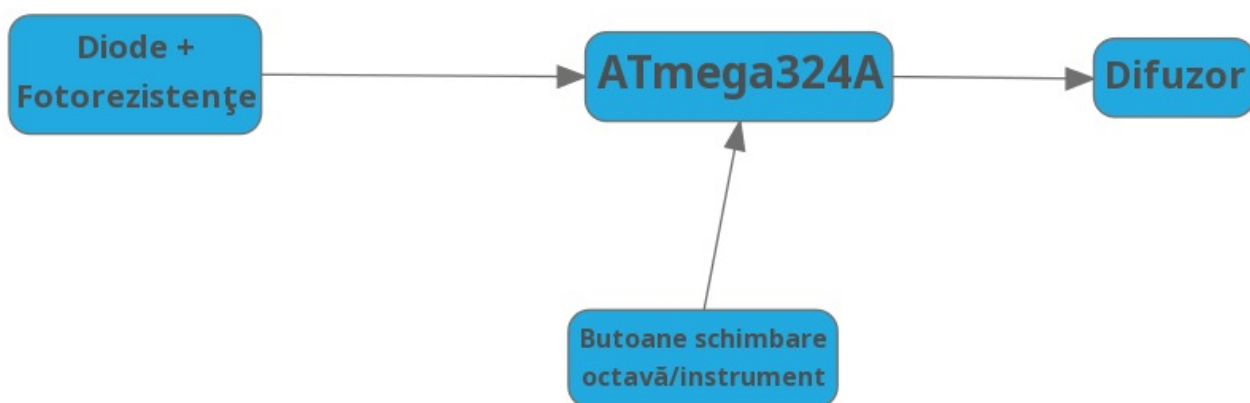 Diode +
Fotorezistenţe
ATmega324A
Difuzor
Butoane schimbare
octavă/instrument